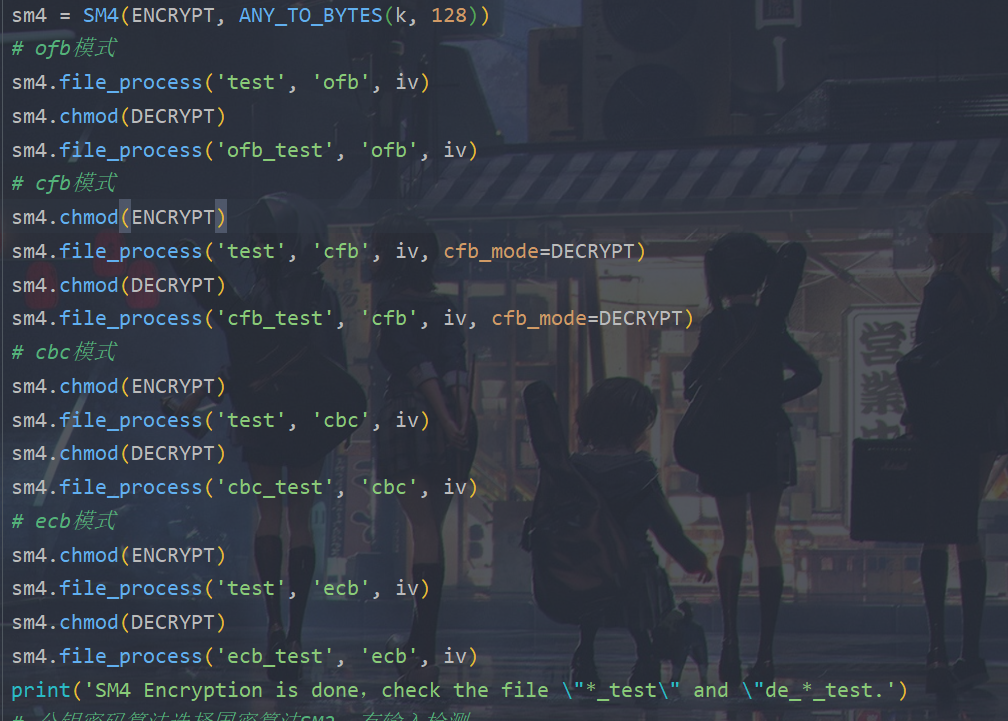 sm4 = SM4(ENCRYPT, ANY_TO_BYTES(k, 128))
# ofb模式
sm4.file_process('test', 'ofb', iv)
sm4.chmod(DECRYPT)
sm4.file_process('ofb_test', 'ofb', iv)
# cfb模式
sm4.chmod(ENCRYPT)
sm4.file_process('test', 'cfb', iv, cfb_mode=DECRYPT)
sm4.chmod(DECRYPT)
sm4.file_process('cfb_test', 'cfb', iv, cfb_mode=DECRYPT)
# cbc模式
sm4.chmod(ENCRYPT)
sm4.file_process('test', 'cbc', iv)
sm4.chmod(DECRYPT)
sm4.file_process('cbc_test', 'cbc', iv)
# ecb模式
sm4.chmod(ENCRYPT)
sm4.file_process('test', 'ecb', iv)
sm4.chmod(DECRYPT)
sm4.file_process('ecb_test', 'ecb', iv)
print('SM4 Encryption is done，check the file \"*_test\" and \"de_*_test.')
営業中